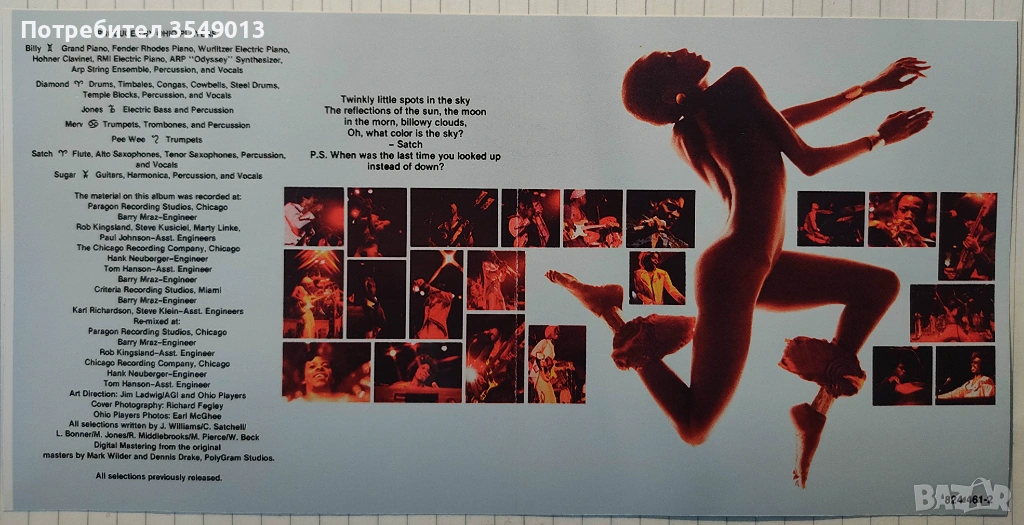 Потребител 3549013
Billy ♊ Grand Piano, Fender Rhodes Piano, Wurlitzer Electric Piano,
Hohner Clavinet, RMI Electric Piano, ARP "Odyssey" Synthesizer,
Arp String Ensemble, Percussion, and Vocals
Diamond ♈ Drums, Timbales, Congas, Cowbells, Steel Drums,
Temple Blocks, Percussion, and Vocals
Jones ♑ Electric Bass and Percussion
Merv ♋ Trumpets, Trombones, and Percussion
Pee Wee ♌ Trumpets
Satch ♈ Flute, Alto Saxophones, Tenor Saxophones, Percussion,
and Vocals
Sugar Guitars, Harmonica, Percussion, and Vocals
The material on this album was recorded at:
Paragon Recording Studios, Chicago
Barry Mraz–Engineer
Rob Kingsland, Steve Kusiciel, Marty Linke,
Paul Johnson–Asst. Engineers
The Chicago Recording Company, Chicago
Hank Neuberger–Engineer
Tom Hanson–Asst. Engineer
Barry Mraz–Engineer
Criteria Recording Studios, Miami
Barry Mraz–Engineer
Karl Richardson, Steve Klein–Asst. Engineers
Re-mixed at:
Paragon Recording Studios, Chicago
Barry Mraz–Engineer
Rob Kingsland–Asst. Engineer
Chicago Recording Company, Chicago
Hank Neuberger–Engineer
Tom Hanson–Asst. Engineer
Art Direction: Jim Ladwig/AGI and Ohio Players
Cover Photography: Richard Fegley
Ohio Players Photos: Earl McGhee
All selections written by J. Williams/C. Satchell/
L. Bonner/M. Jones/R. Middlebrooks/M. Pierce/W. Beck
Digital Mastering from the original
masters by Mark Wilder and Dennis Drake, PolyGram Studios.
All selections previously released.
Twinkly little spots in the sky
The reflections of the sun, the moon
in the morn, billowy clouds,
Oh, what color is the sky?
– Satch
P.S. When was the last time you looked up
instead of down?
824 461-2
BAZAR